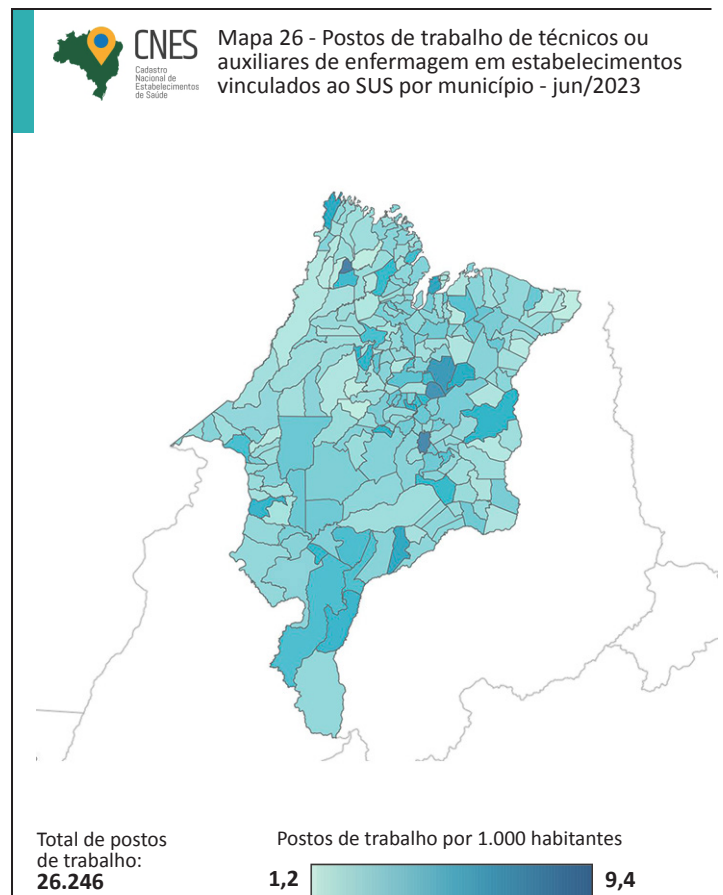 CNES
Cadastro
Nacional de
Estabelecimentos
de Saúde
Mapa 26 - Postos de trabalho de técnicos ou
auxiliares de enfermagem em estabelecimentos
vinculados ao SUS por município - jun/2023
Total de postos
de trabalho:
26.246
Postos de trabalho por 1.000 habitantes
1,2
9,4